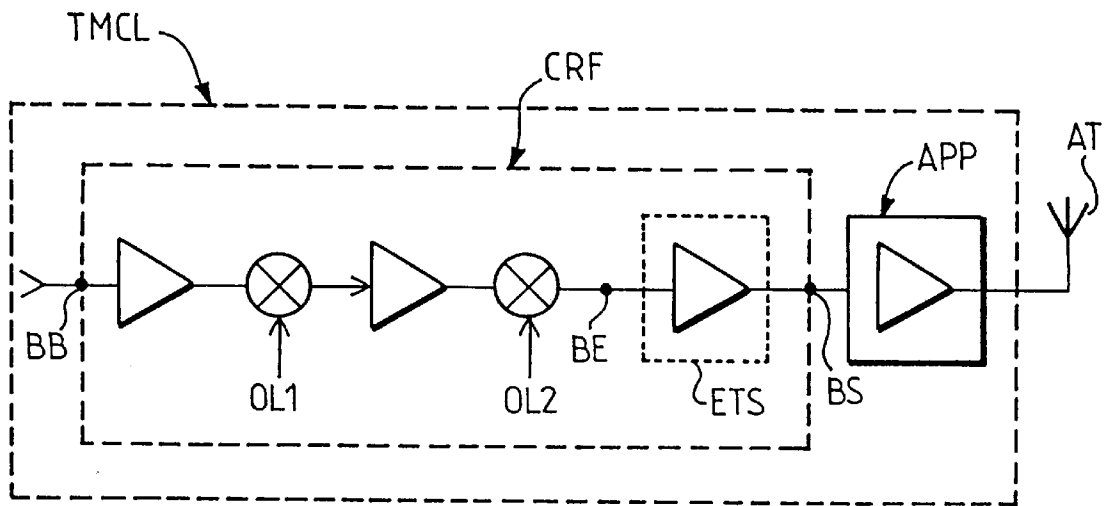 TMCL
CRF
AT
APP
BB
OL1
OL2
BE
ETS
BS